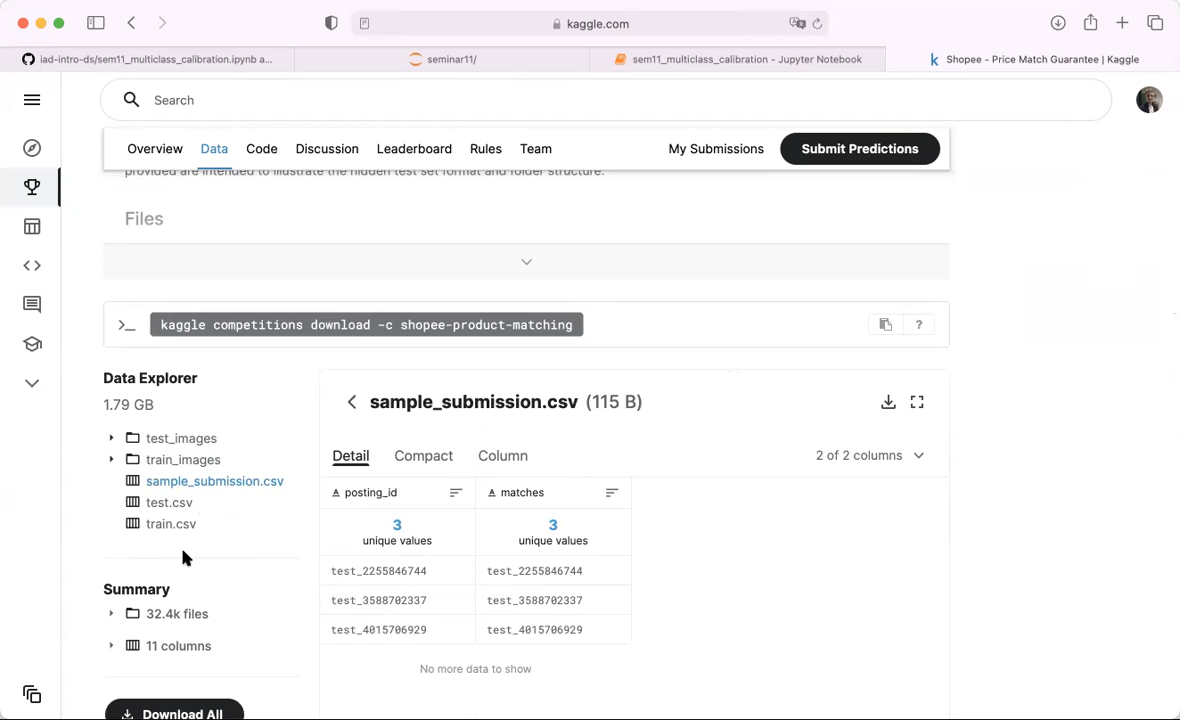 kaggle.com
iad-intro-ds/sem11_multiclass_calibration.ipynb a...
seminar11/
sem11_multiclass_calibration - Jupyter Notebook
Shopee - Price Match Guarantee | Kaggle
Search
Overview Data Code Discussion Leaderboard Rules Team My Submissions Submit Predictions
provided are intended to illustrate the hidden test set format and folder structure.
Files
>_ kaggle competitions download -c shopee-product-matching ?
Data Explorer
1.79 GB
test_images
train_images
sample_submission.csv
test.csv
train.csv
Summary
32.4k files
11 columns
Download All
sample_submission.csv (115 B)
Detail Compact Column 2 of 2 columns
posting_id matches
3 3
unique values unique values
test_2255846744 test_2255846744
test_3588702337 test_3588702337
test_4015706929 test_4015706929
No more data to show